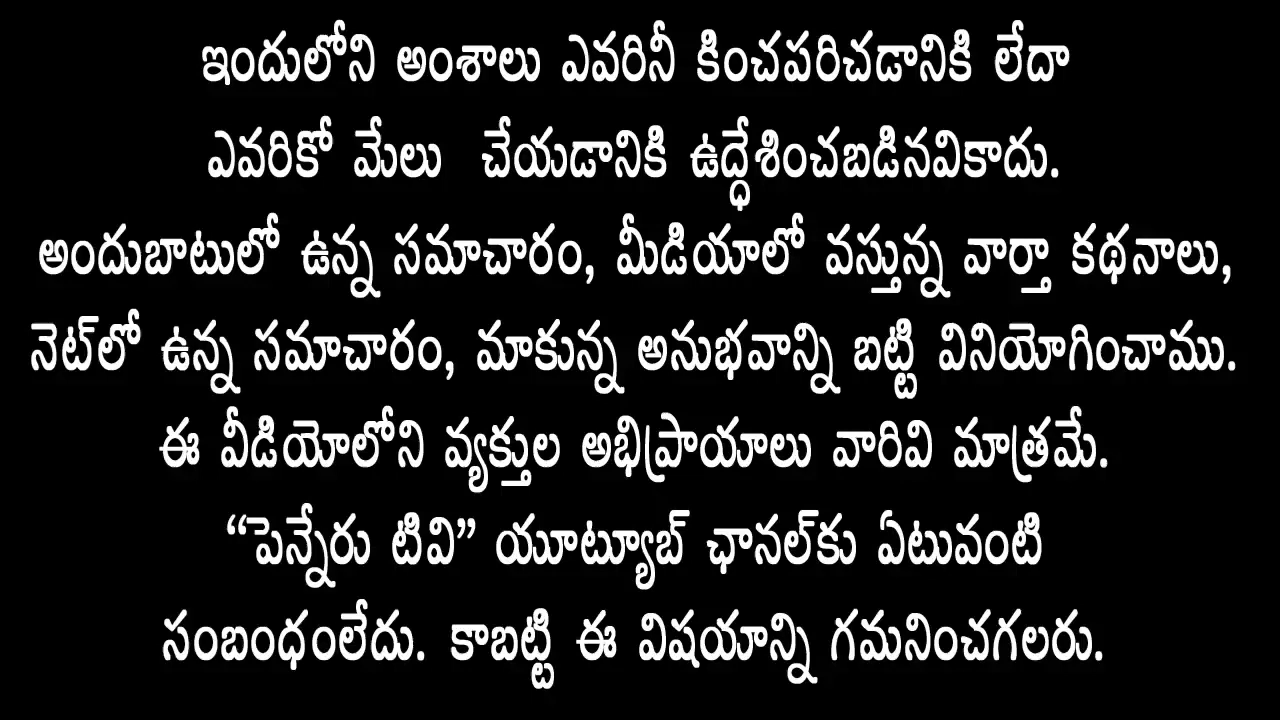 ఇందులోని అంశాలు ఎవరినీ కించపరిచడానికి లేదా
ఎవరికో మేలు చేయడానికి ఉద్ధేశించబడినవికాదు.
అందుబాటులో ఉన్న సమాచారం, మీడియాలో వస్తున్న వార్తా కథనాలు,
నెట్‌లో ఉన్న సమాచారం, మాకున్న అనుభవాన్ని బట్టి వినియోగించాము.
ఈ వీడియోలోని వ్యక్తుల అభిప్రాయాలు వారివి మాత్రమే.
“పెన్నేరు టివి” యూట్యూబ్ ఛానల్‌కు ఏటువంటి
సంబంధంలేదు. కాబట్టి ఈ విషయాన్ని గమనించగలరు.